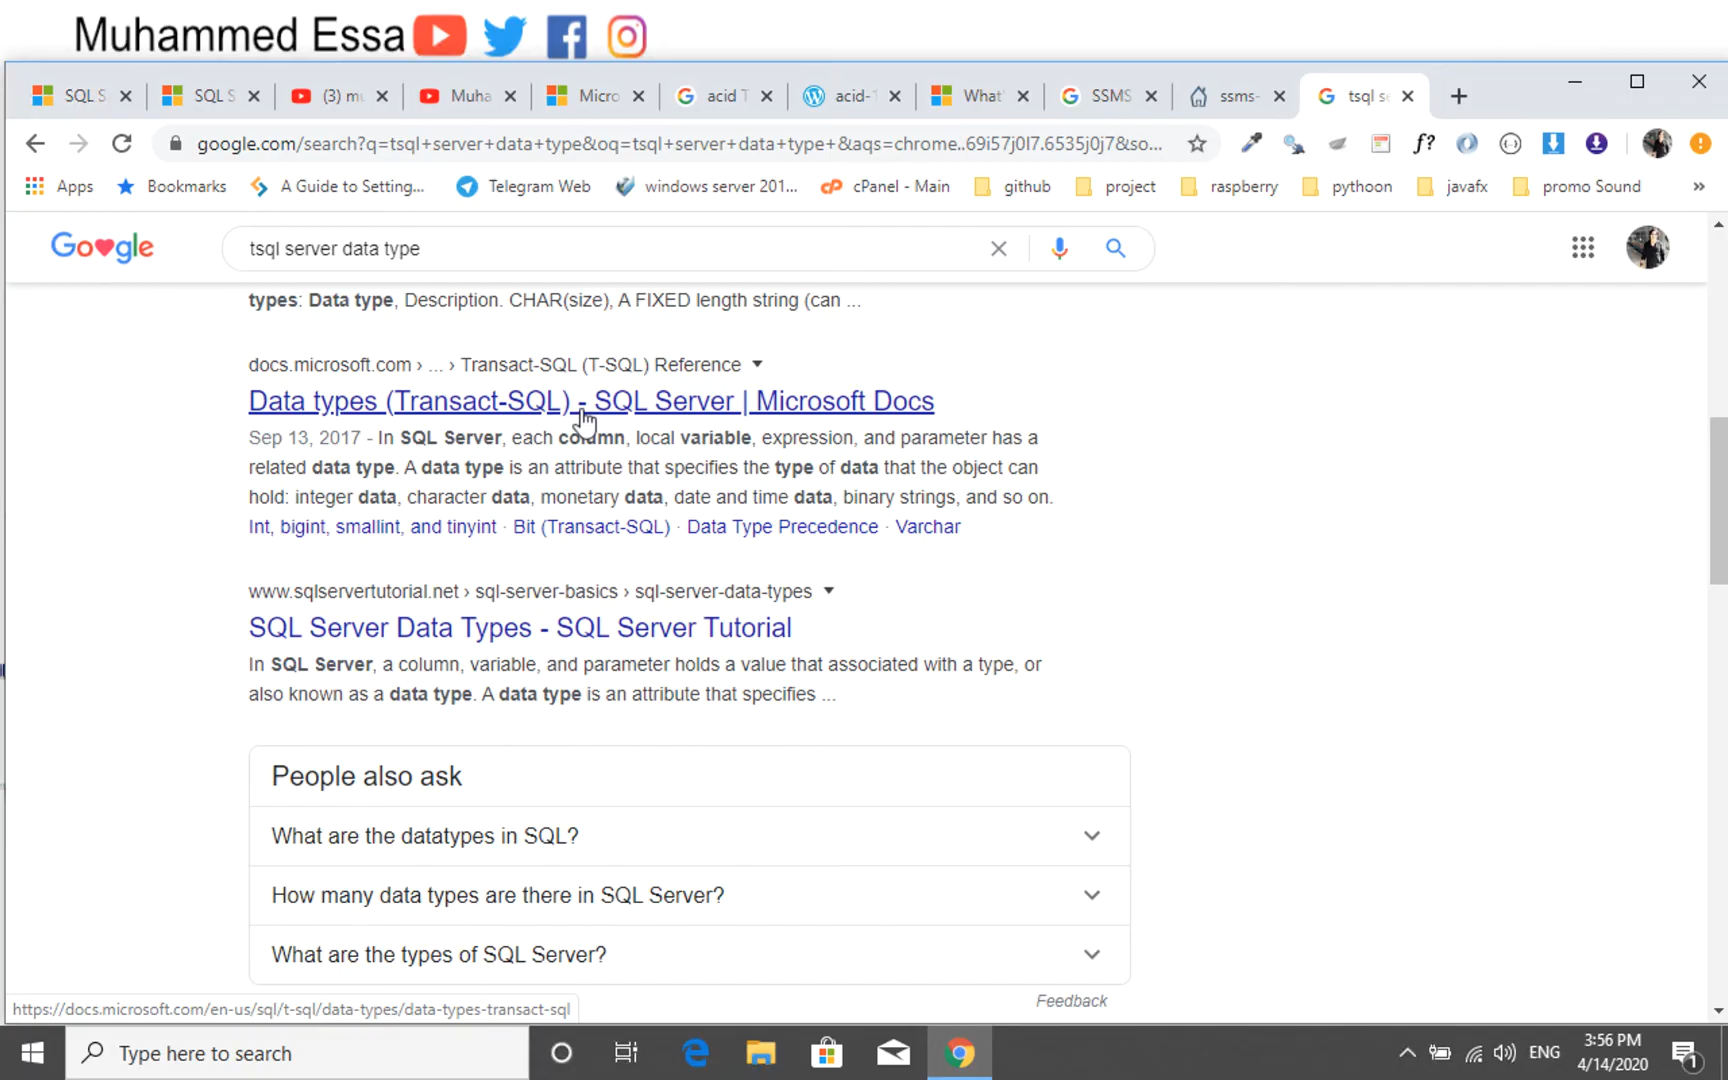 Muhammed Essa
SQL S
SQL S
(3) m
Muha
Micro
acid T
acid-
What'
SSMS
ssms-
tsql se
google.com/search?q=tsql+server+data+type&oq=tsql+server+data+type+&aqs=chrome..69i57j0l7.6535j0j7&so...
f?
Apps
Bookmarks
A Guide to Setting...
Telegram Web
windows server 201...
cPanel - Main
github
project
raspberry
pythoon
javafx
promo Sound
»
Google
tsql server data type
types: Data type, Description. CHAR(size), A FIXED length string (can ...
docs.microsoft.com › ... › Transact-SQL (T-SQL) Reference
Data types (Transact-SQL) - SQL Server | Microsoft Docs
Sep 13, 2017 - In SQL Server, each column, local variable, expression, and parameter has a
related data type. A data type is an attribute that specifies the type of data that the object can
hold: integer data, character data, monetary data, date and time data, binary strings, and so on.
Int, bigint, smallint, and tinyint · Bit (Transact-SQL) · Data Type Precedence · Varchar
www.sqlservertutorial.net › sql-server-basics › sql-server-data-types
SQL Server Data Types - SQL Server Tutorial
In SQL Server, a column, variable, and parameter holds a value that associated with a type, or
also known as a data type. A data type is an attribute that specifies ...
People also ask
What are the datatypes in SQL?
How many data types are there in SQL Server?
What are the types of SQL Server?
Feedback
https://docs.microsoft.com/en-us/sql/t-sql/data-types/data-types-transact-sql
Type here to search
ENG
3:56 PM
4/14/2020
1